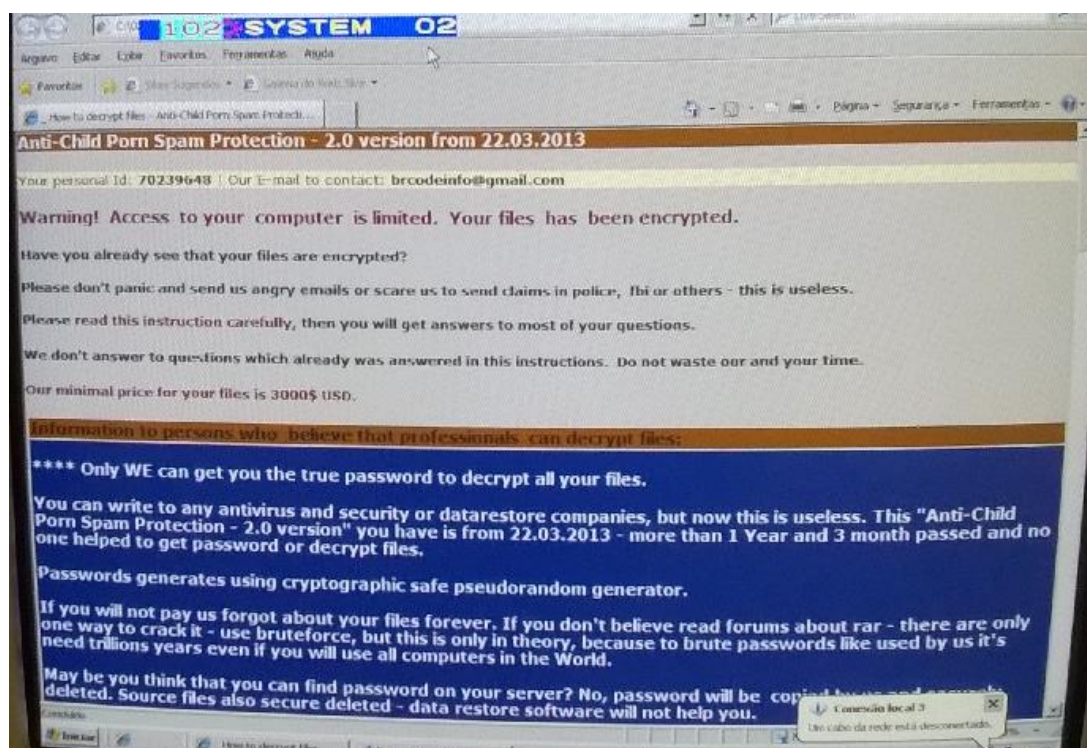 102 SYSTEM 02
Arquivo Editar Exibir Favoritos Ferramentas Ajuda
Favoritos Sites Sugeridos Galeria do Web Slice
How to decrypt files - Anti-Child Porn Spam Protecti... Página Segurança Ferramentas
Anti-Child Porn Spam Protection - 2.0 version from 22.03.2013
Your personal Id: 70239648 | Our E-mail to contact: brcodeinfo@gmail.com
Warning! Access to your computer is limited. Your files has been encrypted.
Have you already see that your files are encrypted?
Please don't panic and send us angry emails or scare us to send claims in police, fbi or others - this is useless.
Please read this instruction carefully, then you will get answers to most of your questions.
We don't answer to questions which already was answered in this instructions. Do not waste our and your time.
Our minimal price for your files is 3000$ USD.
Information to persons who believe that professionals can decrypt files:
**** Only WE can get you the true password to decrypt all your files.
You can write to any antivirus and security or datarestore companies, but now this is useless. This "Anti-Child
Porn Spam Protection - 2.0 version" you have is from 22.03.2013 - more than 1 Year and 3 month passed and no
one helped to get password or decrypt files.
Passwords generates using cryptographic safe pseudorandom generator.
If you will not pay us forgot about your files forever. If you don't believe read forums about rar - there are only
one way to crack it - use bruteforce, but this is only in theory, because to brute passwords like used by us it's
need trillions years even if you will use all computers in the World.
May be you think that you can find password on your server? No, password will be copied by us and securely
deleted. Source files also secure deleted - data restore software will not help you.
Conexão local 3
Um cabo da rede está desconectado.
Concluído
Iniciar How to decrypt files